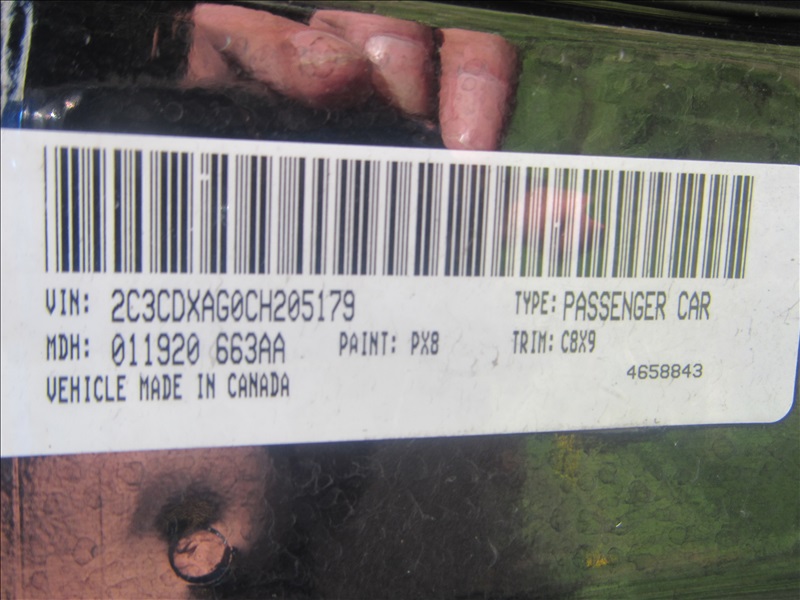 VIN: 2C3CDXAG0CH205179 TYPE: PASSENGER CAR
MDH: 011920 663AA PAINT: PX8 TRIM: C8X9
VEHICLE MADE IN CANADA 4658843